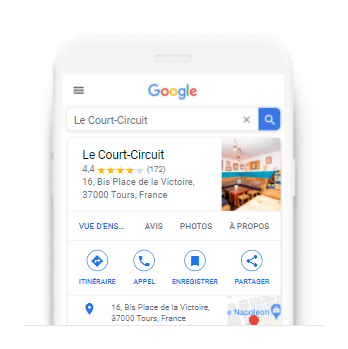 Google
Le Court-Circuit
Le Court-Circuit
4,4 (172)
16, Bis Place de la Victoire,
37000 Tours, France
VUE D'ENS... AVIS PHOTOS À PROPOS
ITINÉRAIRE APPEL ENREGISTRER PARTAGER
16, Bis Place de la Victoire,
37000 Tours, France
e Napoléon